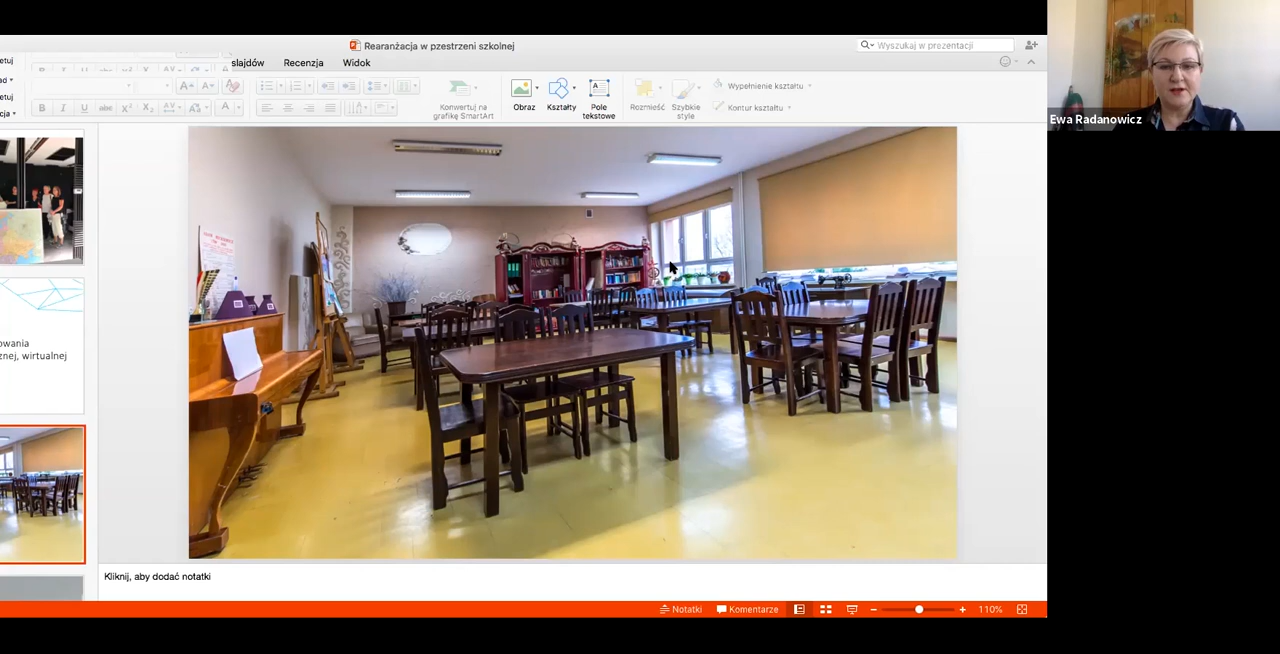 Rearanżacja w pzestrzeni szkolnej
Wyszukaj w prezentacji
slajdów
Recenzja
Widok
Konwertuj na
grafikę SmartArt
Obraz
Kształty
Pole
tekstowe
Rozmieść
Szybkie
style
Wypełnienie kształtu
Kontur kształtu
Ewa Radanowicz
owania
znej, wirtualnej
Kliknij, aby dodać notatki
Notatki
Komentarze
110%